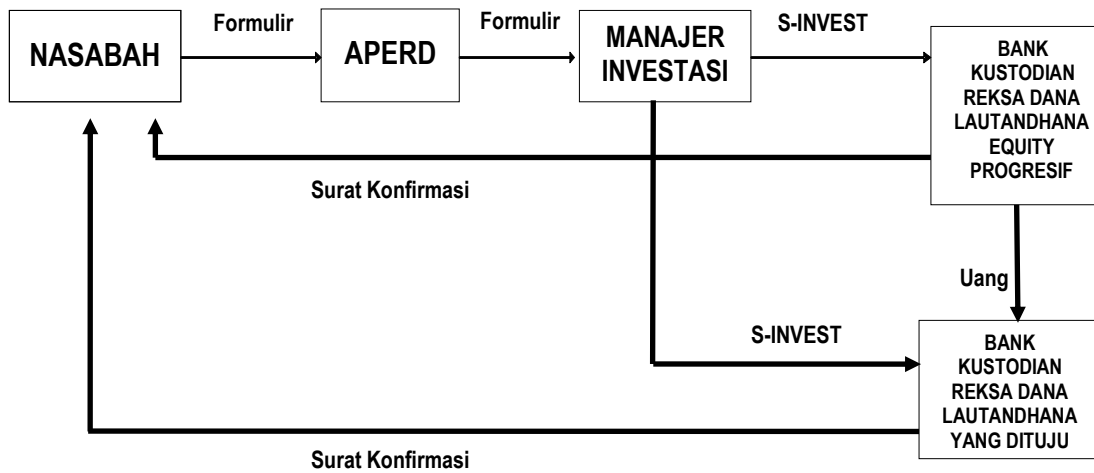 Formulir
Formulir
S-INVEST
NASABAH
APERD
MANAJER
INVESTASI
BANK
KUSTODIAN
REKSA DANA
LAUTANDHANA
EQUITY
PROGRESIF
Surat Konfirmasi
Uang
S-INVEST
BANK
KUSTODIAN
REKSA DANA
LAUTANDHANA
YANG DITUJU
Surat Konfirmasi